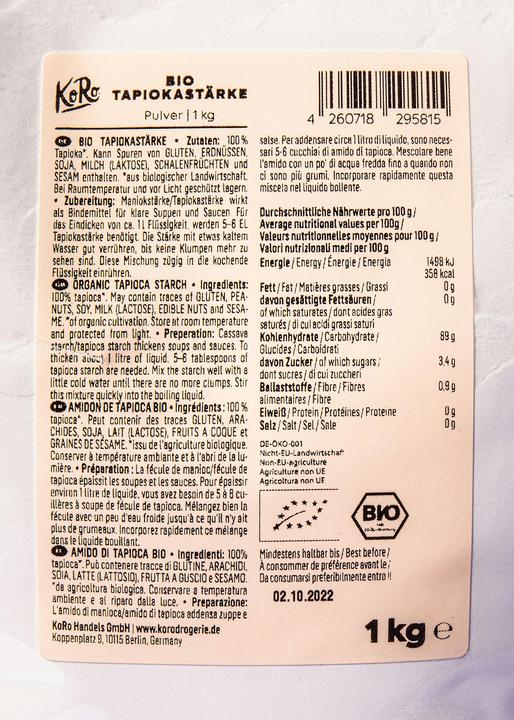 KoRo
BIO
TAPIOKASTÄRKE
Pulver | 1 kg
4 260718 295815
DE BIO TAPIOKASTÄRKE • Zutaten: 100%
Tapioka*. Kann Spuren von GLUTEN, ERDNÜSSEN,
SOJA, MILCH (LAKTOSE), SCHALENFRÜCHTEN und
SESAM enthalten. *aus biologischer Landwirtschaft.
Bei Raumtemperatur und vor Licht geschützt lagern.
• Zubereitung: Maniokstärke/Tapiokastärke wirkt
als Bindemittel für klare Suppen und Saucen Für
das Eindicken von ca. 1 l Flüssigkeit, werden 5-6 EL
Tapiokastärke benötigt. Die Stärke mit etwas kaltem
Wasser gut verrühren, bis keine Klumpen mehr zu
sehen sind. Diese Mischung zügig in die kochende
Flüssigkeit einrühren.
GB ORGANIC TAPIOCA STARCH • Ingredients:
100% tapioca*. May contain traces of GLUTEN, PEA-
NUTS, SOY, MILK (LACTOSE), EDIBLE NUTS and SESA-
ME. *of organic cultivation. Store at room temperature
and protected from light. • Preperation: Cassava
starch/tapioca starch thickens soups and sauces. To
thicken about 1 litre of liquid, 5-6 tablespoons of
tapioca starch are needed. Mix the starch well with a
little cold water until there are no more clumps. Stir
this mixture quickly into the boiling liquid.
FR AMIDON DE TAPIOCA BIO • Ingrédients: 100%
tapioca*. Peut contenir des traces GLUTEN, ARA-
CHIDES, SOJA, LAIT (LACTOSE), FRUITS A COQUE et
GRAINES DE SÉSAME. *issu de l'agriculture biologique.
Conserver à température ambiante et à l'abri de la lu-
mière. • Préparation : La fécule de manioc/fécule de
tapioca épaissit les soupes et les sauces. Pour épaissir
environ 1 litre de liquide, vous avez besoin de 5 à 6 cu-
illères à soupe de fécule de tapioca. Mélangez bien la
fécule avec un peu d'eau froide jusqu'à ce qu'il n'y ait
plus de grumeaux. Incorporez rapidement ce mélange
dans le liquide bouillant.
IT AMIDO DI TAPIOCA BIO • Ingredienti: 100%
tapioca*. Può contenere tracce di GLUTINE, ARACHIDI,
SOIA, LATTE (LATTOSIO), FRUTTA A GUSCIO e SESAMO.
*da agricoltura biologica. Conservare a temperatura
ambiente e al riparo dalla luce. • Preparazione:
L'amido di manioca/amido di tapioca addensa zuppe e
KoRo Handels GmbH | www.korodrogerie.de
Koppenplatz 9, 10115 Berlin, Germany
salse. Per addensare circa 1 litro di liquido, sono neces-
sari 5-6 cucchiai di amido di tapioca. Mescolare bene
l'amido con un po' di acqua fredda fino a quando non
ci sono più grumi. Incorporare rapidamente questa
miscela nel liquido bollente.
Durchschnittliche Nährwerte pro 100 g /
Average nutritional values per 100g /
Valeurs nutritionnelles moyennes pour 100 g /
Valori nutrizionali medi per 100 g
Energie / Energy / Énergie / Energia 1498 kJ
358 kcal
Fett / Fat / Matières grasses / Grassi 0 g
davon gesättigte Fettsäuren / 0 g
of which saturates / dont acides gras
saturés / di cui acidi grassi saturi
Kohlenhydrate / Carbohydrate / 89 g
Glucides / Carboidrati
davon Zucker / of which sugars / 3,4 g
dont sucres / di cui zuccheri
Ballaststoffe / Fibre / Fibres 0,9 g
alimentaires / Fibre
Eiweiß / Protein / Protéines / Proteine 0 g
Salz / Salt / Sel / Sale 0 g
DE-ÖKO-001
Nicht-EU-Landwirtschaft
Non-EU-agriculture
Agriculture non UE
Agricoltura non UE
BIO
Mindestens haltbar bis / Best before /
À consommer de préférence avant le /
Da consumarsi preferibilmente entro il
02.10.2022
1 kg e